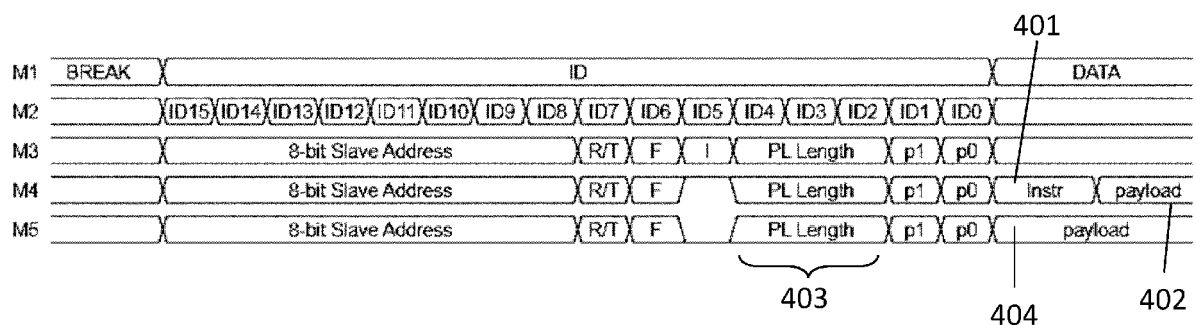 401
M1 BREAK ID DATA
M2 ID15 ID14 ID13 ID12 ID11 ID10 ID9 ID8 ID7 ID6 ID5 ID4 ID3 ID2 ID1 ID0
M3 8-bit Slave Address R/T F I PL Length p1 p0
M4 8-bit Slave Address R/T F PL Length p1 p0 Instr payload
M5 8-bit Slave Address R/T F PL Length p1 p0 payload
403 404 402